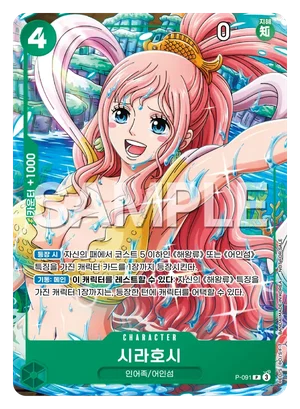 4
0
지혜
知
카운터 +1000
SAMPLE
등장 시 자신의 패에서 코스트 5 이하인 《해왕류》 또는 《어인섬》
특징을 가진 캐릭터 카드를 1장까지 등장시킨다.
기동: 메인 이 캐릭터를 레스트할 수 있다: 자신의 《해왕류》 특징을
가진 캐릭터 1장까지는, 등장한 턴에 캐릭터를 어택할 수 있다.
CHARACTER
시라호시
인어족/어인섬
P-091 P 3